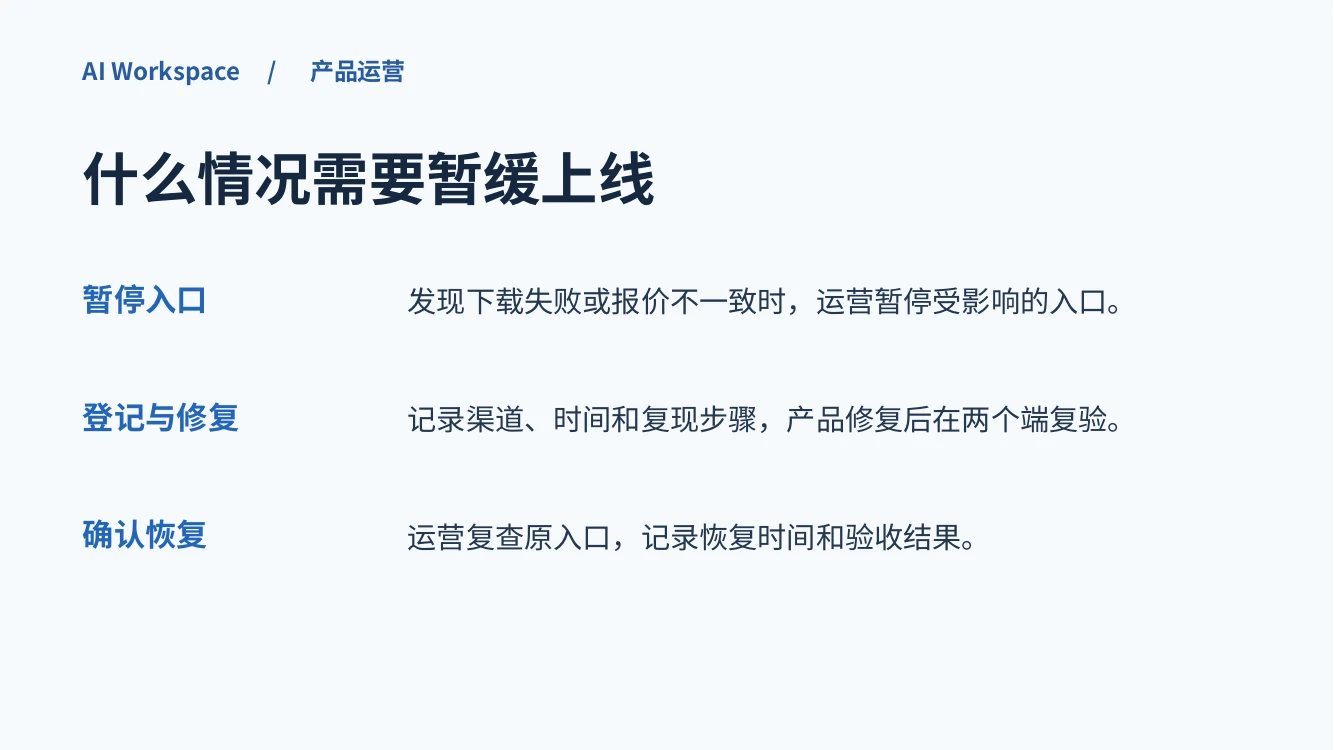 AI Workspace / 产品运营
什么情况需要暂缓上线
暂停入口 发现下载失败或报价不一致时，运营暂停受影响的入口。
登记与修复 记录渠道、时间和复现步骤，产品修复后在两个端复验。
确认恢复 运营复查原入口，记录恢复时间和验收结果。